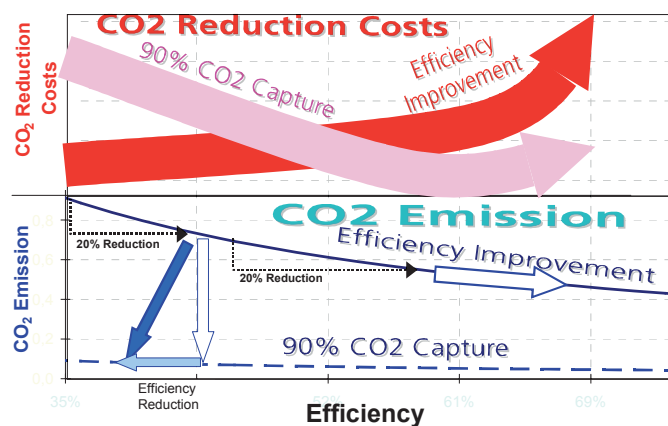 CO2 Reduction Costs
CO₂ Reduction
Costs
90% CO2 Capture
Efficiency
Improvement
CO2 Emission
Efficiency Improvement
CO₂ Emission
0.8
0.6
0.4
0.2
0.0
20% Reduction
20% Reduction
90% CO2 Capture
Efficiency
Reduction
35%
53%
61%
69%
Efficiency